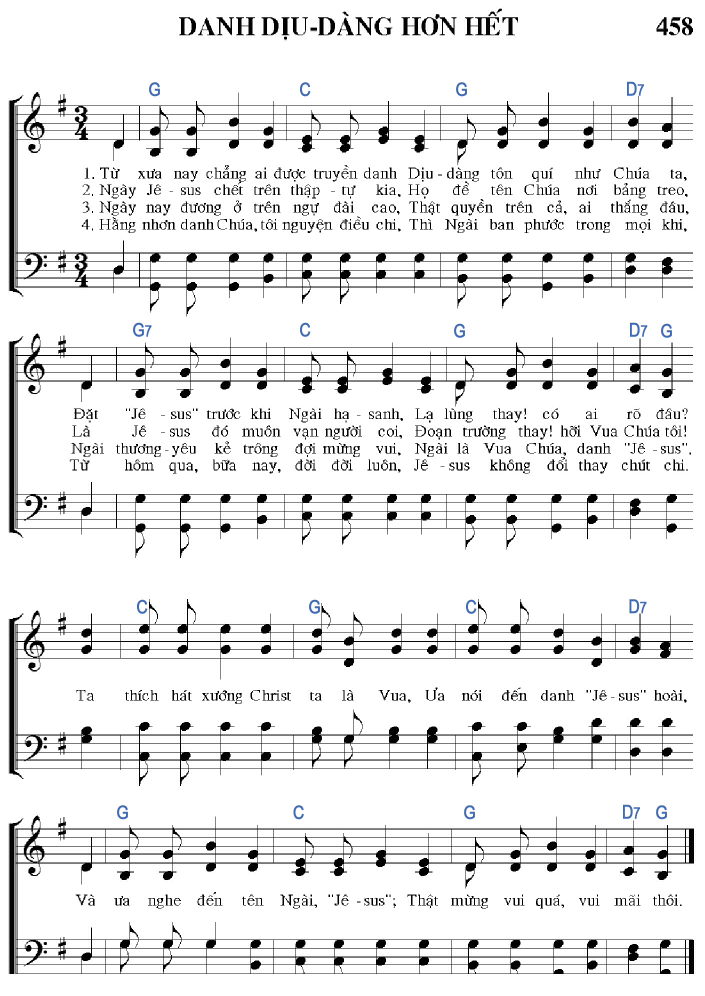 DANH DỊU-DÀNG HƠN HẾT 458
G C G D7
3 4
1. Từ xưa nay chẳng ai được truyền danh Dịu-dàng tôn quí như Chúa ta,
2. Ngày Jê-sus chết trên thập-tự kia, Họ để tên Chúa nơi bảng treo,
3. Ngày nay đương ở trên ngự đài cao, Thật quyền trên cả, ai thắng đâu,
4. Hằng nhơn danh Chúa, tôi nguyện điều chi, Thì Ngài ban phước trong mọi khi,
3 4
G7 C G D7 G
Đặt "Jê-sus" trước khi Ngài hạ-sanh, Lạ lùng thay! có ai rõ đâu?
Là Jê-sus đó muôn vạn người coi, Đoạn trường thay! hỡi Vua Chúa tôi!
Ngài thương-yêu kẻ trông đợi mừng vui, Ngài là Vua Chúa, danh "Jê-sus".
Từ hôm qua, bữa nay, đời đời luôn, Jê-sus không đổi thay chút chi.
C G C D7
Ta thích hát xướng Christ ta là Vua, Ưa nói đến danh "Jê-sus" hoài,
G C G D7 G
Và ưa nghe đến tên Ngài, "Jê-sus"; Thật mừng vui quá, vui mãi thôi.